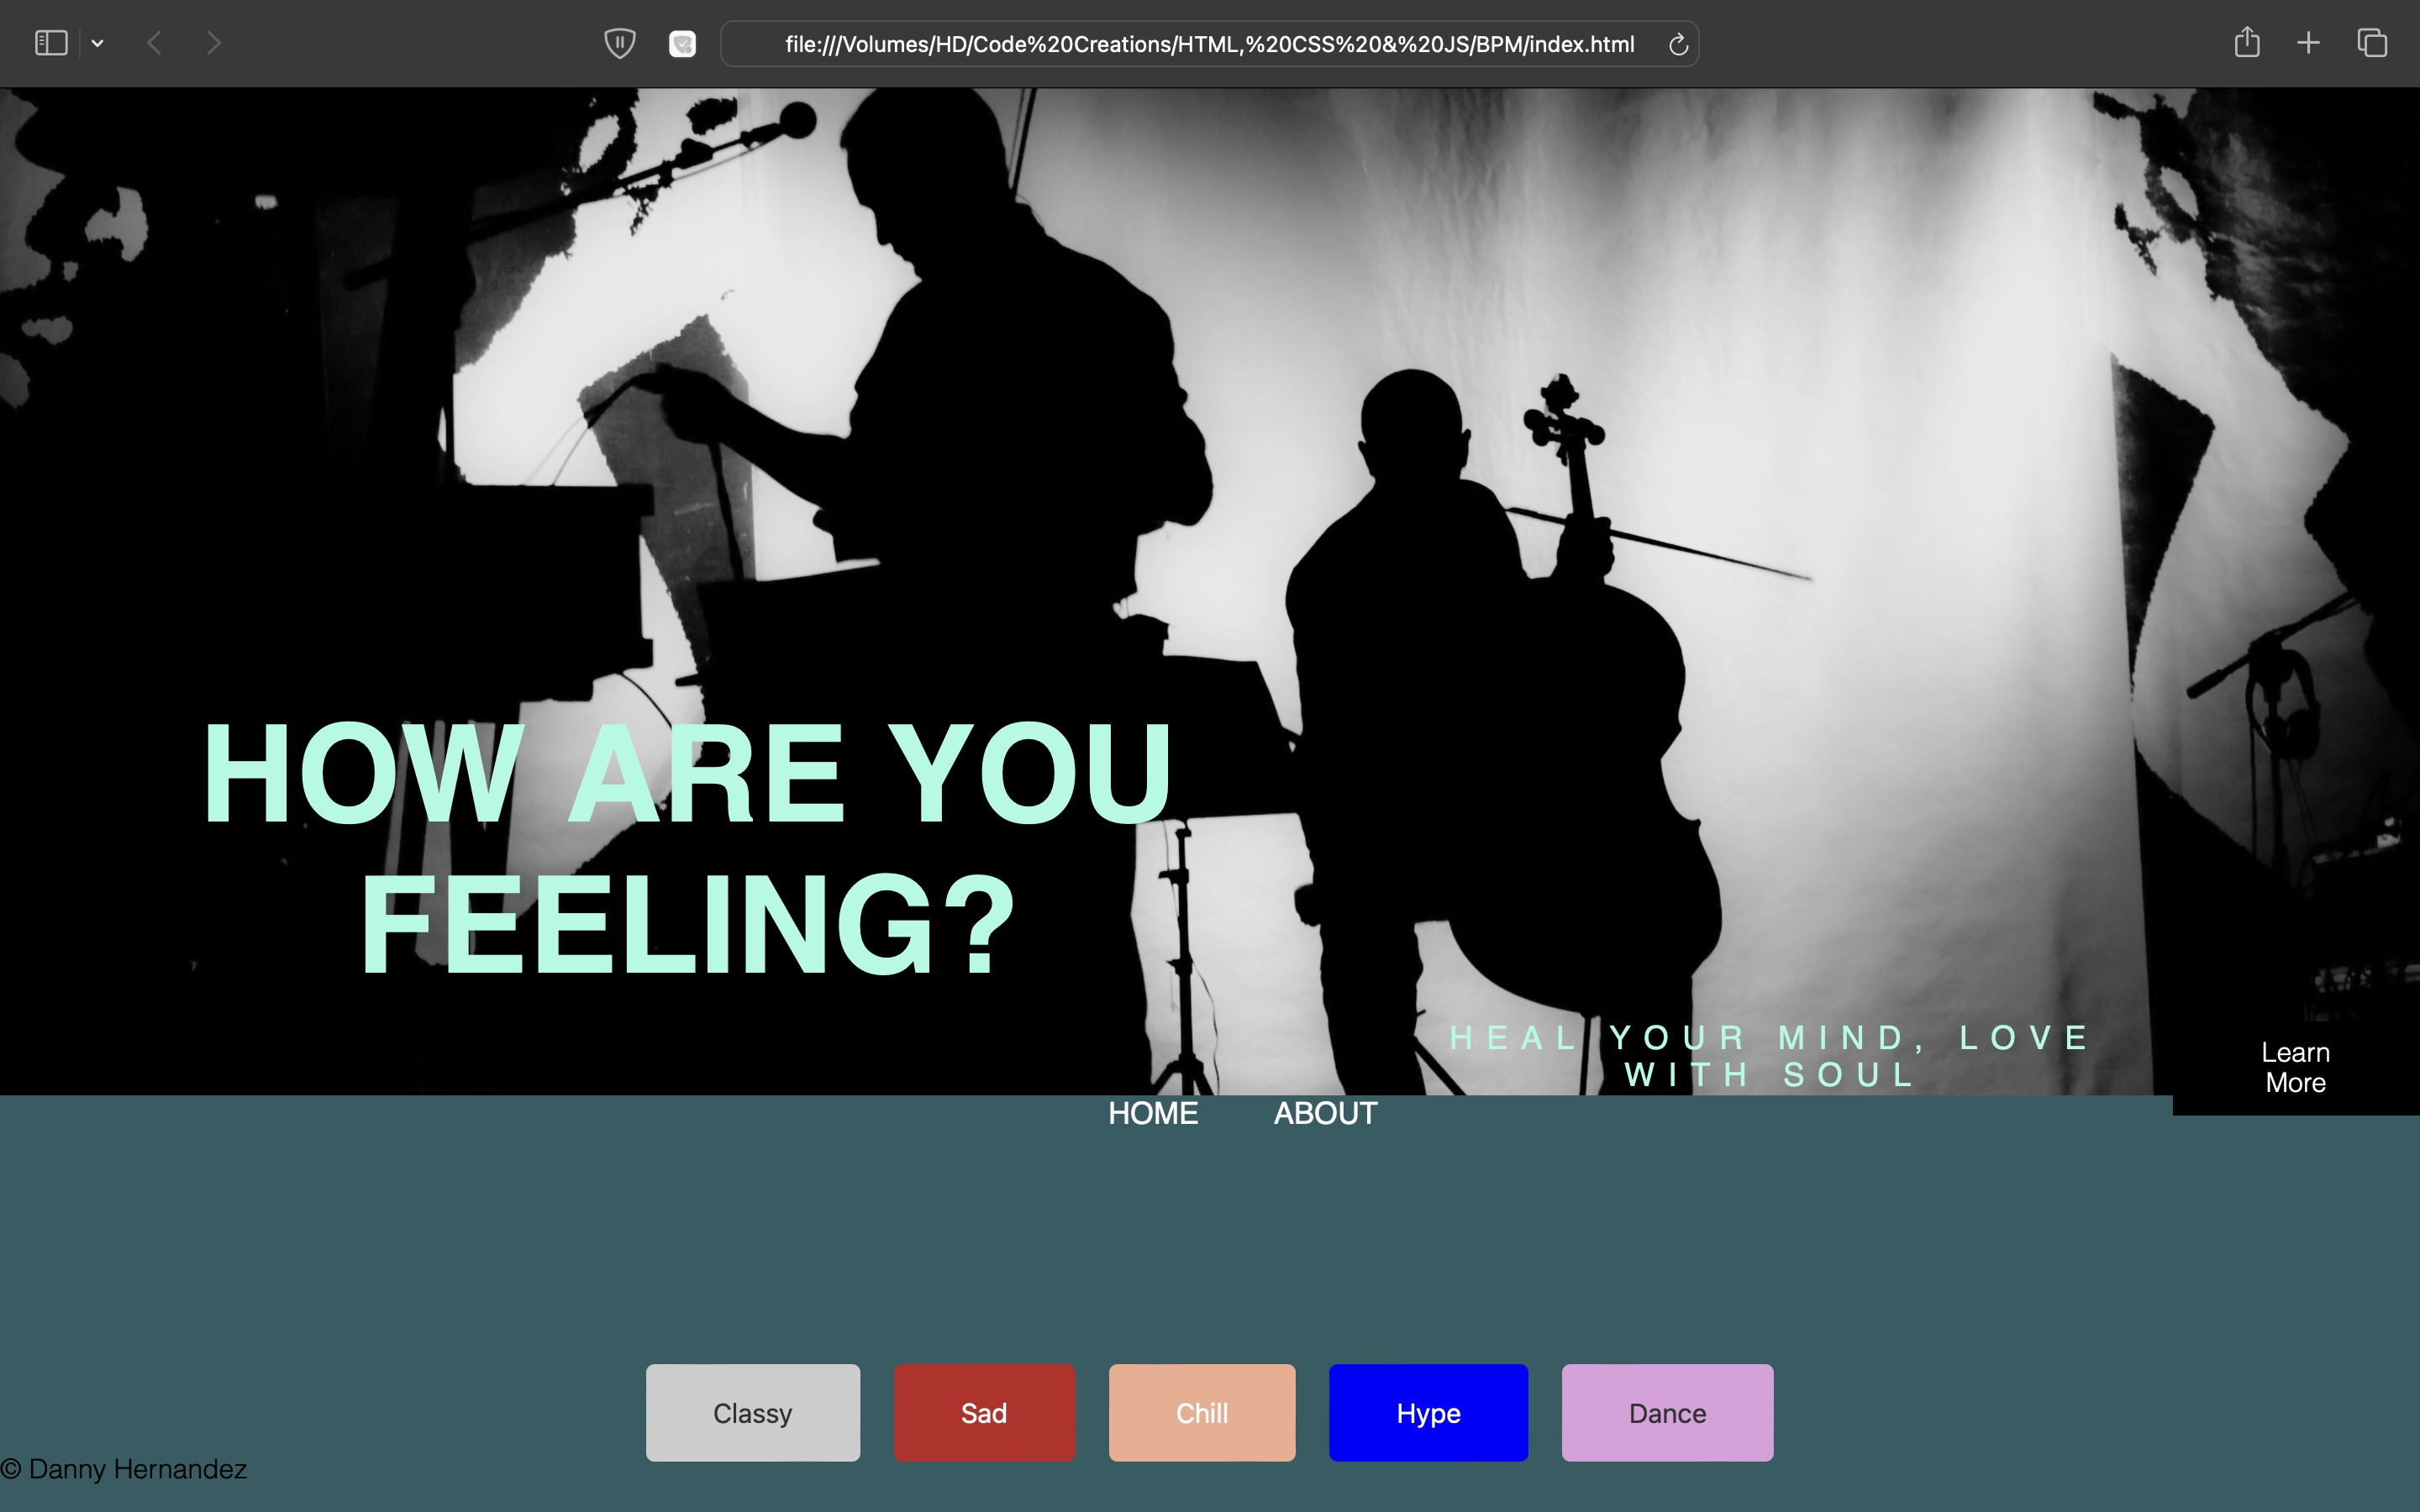 file:///Volumes/HD/Code%20Creations/HTML,%20CSS%20&%20JS/BPM/index.html
HOW ARE YOU
FEELING?
HEAL YOUR MIND, LOVE
WITH SOUL
Learn
More
HOME ABOUT
Classy Sad Chill Hype Dance
© Danny Hernandez